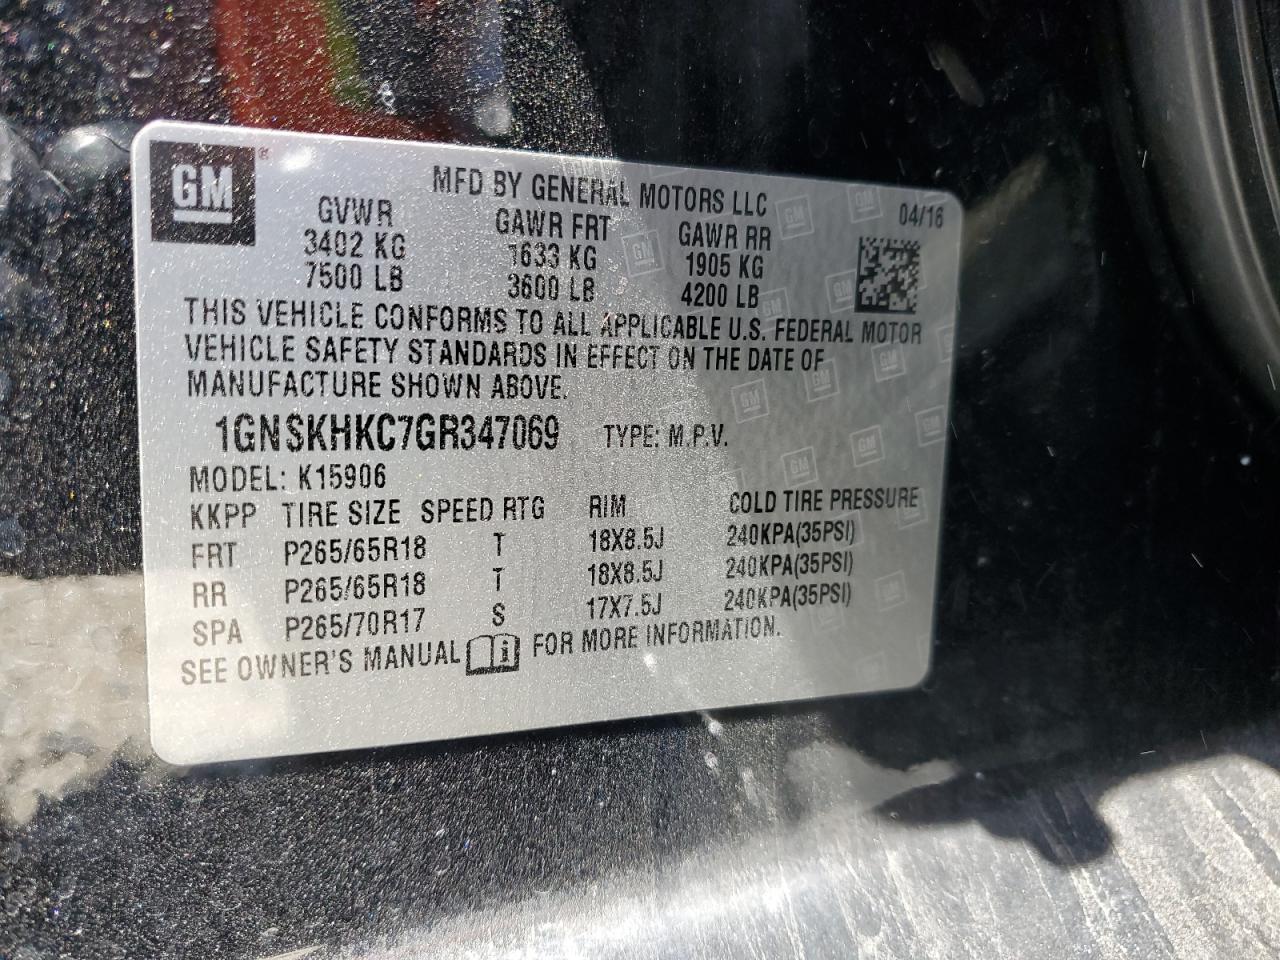 GM®
MFD BY GENERAL MOTORS LLC
04/16
GVWR GAWR FRT GAWR RR
3402 KG 1633 KG 1905 KG
7500 LB 3600 LB 4200 LB
THIS VEHICLE CONFORMS TO ALL APPLICABLE U.S. FEDERAL MOTOR
VEHICLE SAFETY STANDARDS IN EFFECT ON THE DATE OF
MANUFACTURE SHOWN ABOVE.
1GNSKHKC7GR347069 TYPE: M.P.V.
MODEL: K15906
KKPP TIRE SIZE SPEED RTG RIM COLD TIRE PRESSURE
FRT P265/65R18 T 18X8.5J 240KPA(35PSI)
RR P265/65R18 T 18X8.5J 240KPA(35PSI)
SPA P265/70R17 S 17X7.5J 240KPA(35PSI)
SEE OWNER'S MANUAL i FOR MORE INFORMATION.